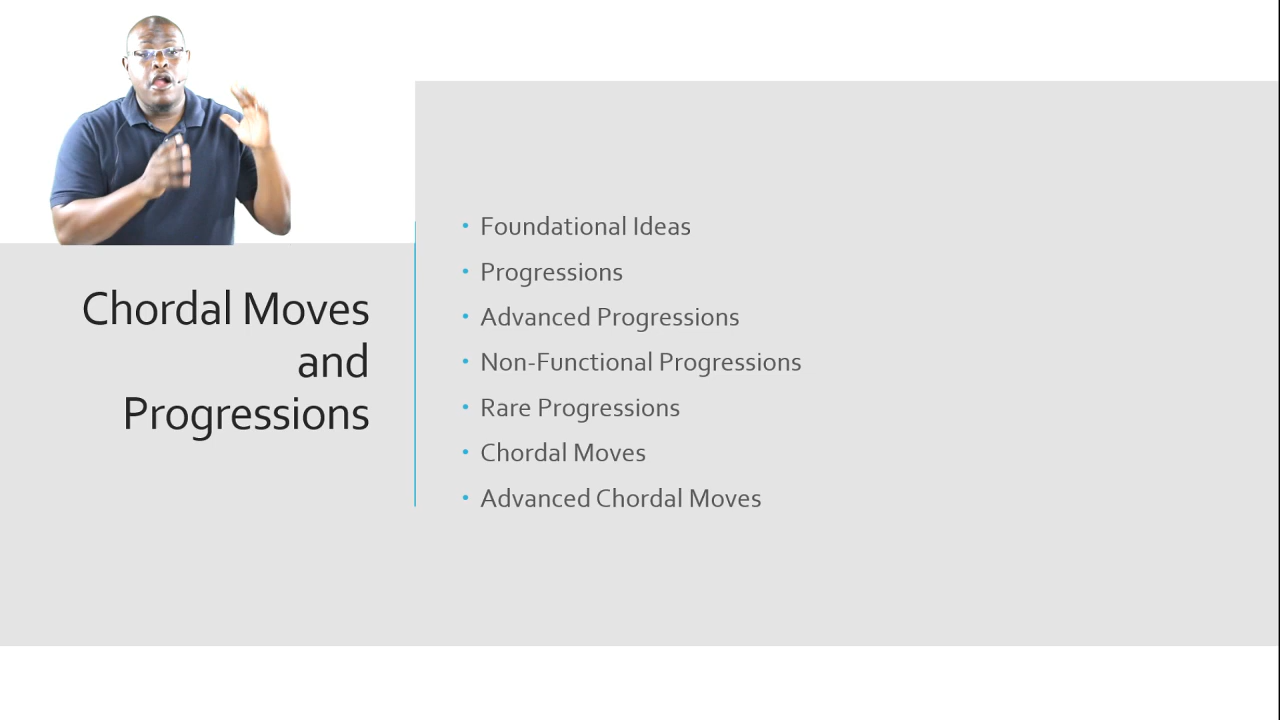 Chordal Moves
and
Progressions
• Foundational Ideas
• Progressions
• Advanced Progressions
• Non-Functional Progressions
• Rare Progressions
• Chordal Moves
• Advanced Chordal Moves